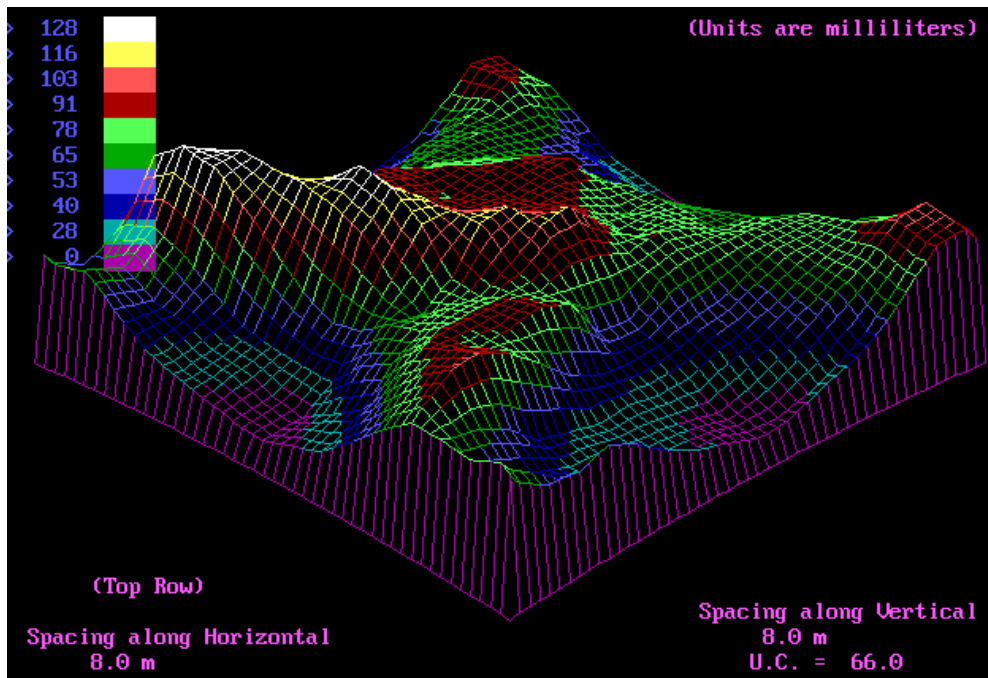 128
(Units are milliliters)
116
103
91
78
65
53
40
28
0
(Top Row)
Spacing along Horizontal
8.0 m
Spacing along Vertical
8.0 m
U.C. = 66.0